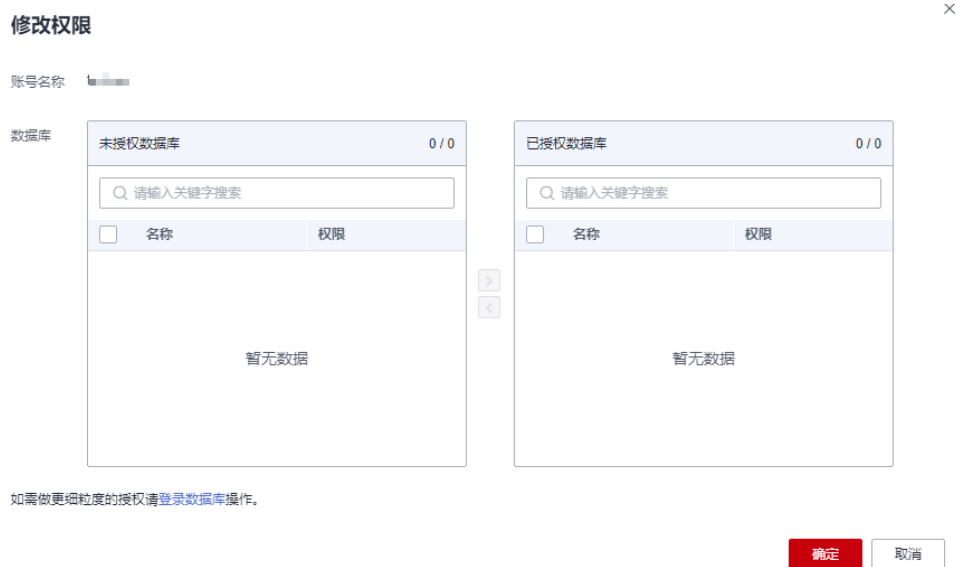 修改权限
账号名称
数据库
未授权数据库 0 / 0
请输入关键字搜索
名称 权限
暂无数据
已授权数据库 0 / 0
请输入关键字搜索
名称 权限
暂无数据
如需做更细粒度的授权请登录数据库操作。
确定 取消